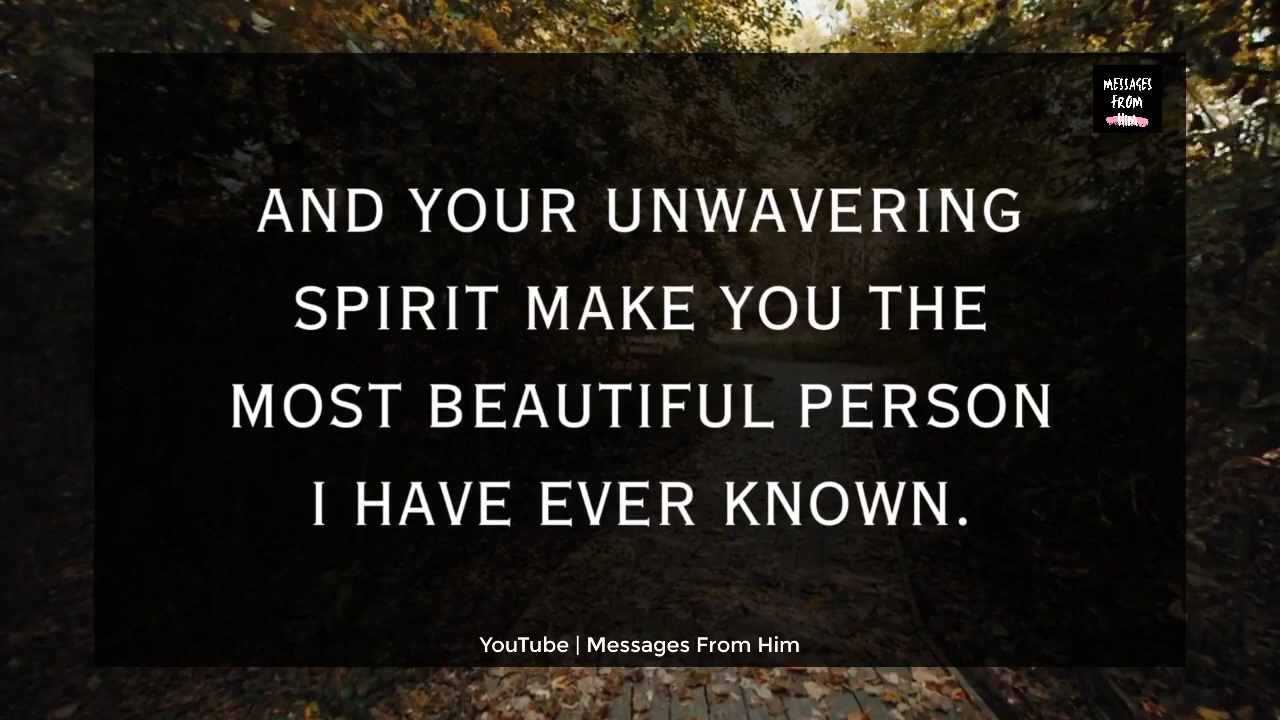 MESSAGES
FROM
Him
AND YOUR UNWAVERING
SPIRIT MAKE YOU THE
MOST BEAUTIFUL PERSON
I HAVE EVER KNOWN.
YouTube | Messages From Him